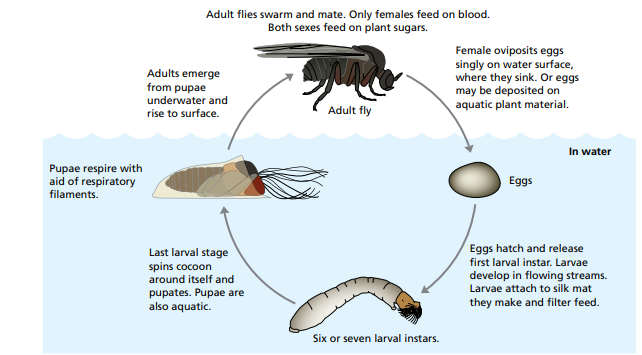 Adult flies swarm and mate. Only females feed on blood.
Both sexes feed on plant sugars.
Female oviposits eggs
singly on water surface,
where they sink. Or eggs
may be deposited on
aquatic plant material.
Adults emerge
from pupae
underwater and
rise to surface.
Adult fly
In water
Pupae respire with
aid of respiratory
filaments.
Eggs
Eggs hatch and release
first larval instar. Larvae
develop in flowing streams.
Larvae attach to silk mat
they make and filter feed.
Last larval stage
spins cocoon
around itself and
pupates. Pupae are
also aquatic.
Six or seven larval instars.